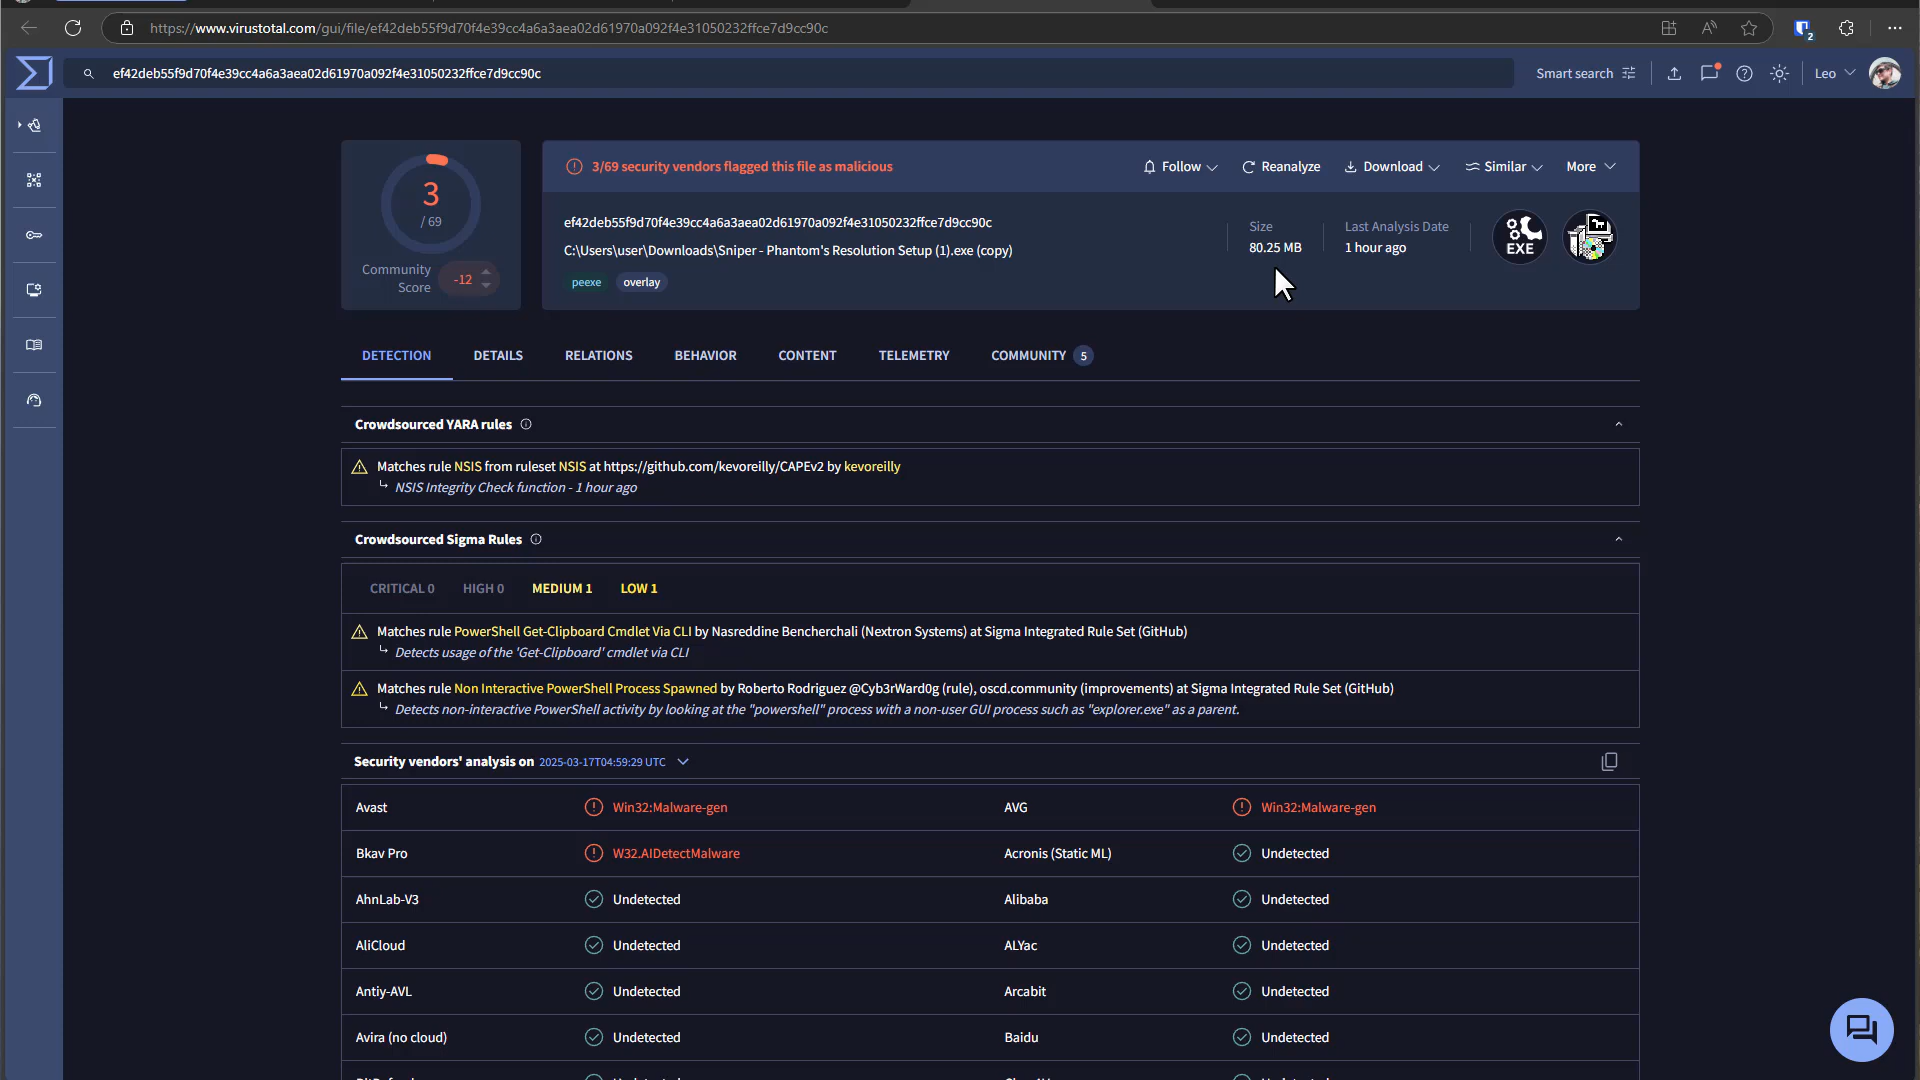 https://www.virustotal.com/gui/file/ef42deb55f9d70f4e39cc4a6a3aea02d61970a092f4e31050232ffce7d9cc90c
2
ef42deb55f9d70f4e39cc4a6a3aea02d61970a092f4e31050232ffce7d9cc90c
Smart search
Leo
3
/ 69
Community Score
-12
3/69 security vendors flagged this file as malicious
Follow
Reanalyze
Download
Similar
More
ef42deb55f9d70f4e39cc4a6a3aea02d61970a092f4e31050232ffce7d9cc90c
C:\Users\user\Downloads\Sniper - Phantom's Resolution Setup (1).exe (copy)
peexe
overlay
Size
80.25 MB
Last Analysis Date
1 hour ago
EXE
DETECTION
DETAILS
RELATIONS
BEHAVIOR
CONTENT
TELEMETRY
COMMUNITY 5
Crowdsourced YARA rules
Matches rule NSIS from ruleset NSIS at https://github.com/kevoreilly/CAPEv2 by kevoreilly
NSIS Integrity Check function - 1 hour ago
Crowdsourced Sigma Rules
CRITICAL 0
HIGH 0
MEDIUM 1
LOW 1
Matches rule PowerShell Get-Clipboard Cmdlet Via CLI by Nasreddine Bencherchali (Nextron Systems) at Sigma Integrated Rule Set (GitHub)
Detects usage of the 'Get-Clipboard' cmdlet via CLI
Matches rule Non Interactive PowerShell Process Spawned by Roberto Rodriguez @Cyb3rWard0g (rule), oscd.community (improvements) at Sigma Integrated Rule Set (GitHub)
Detects non-interactive PowerShell activity by looking at the "powershell" process with a non-user GUI process such as "explorer.exe" as a parent.
Security vendors' analysis on 2025-03-17T04:59:29 UTC
Avast Win32:Malware-gen AVG Win32:Malware-gen
Bkav Pro W32.AIDetectMalware Acronis (Static ML) Undetected
AhnLab-V3 Undetected Alibaba Undetected
AliCloud Undetected ALYac Undetected
Antiy-AVL Undetected Arcabit Undetected
Avira (no cloud) Undetected Baidu Undetected